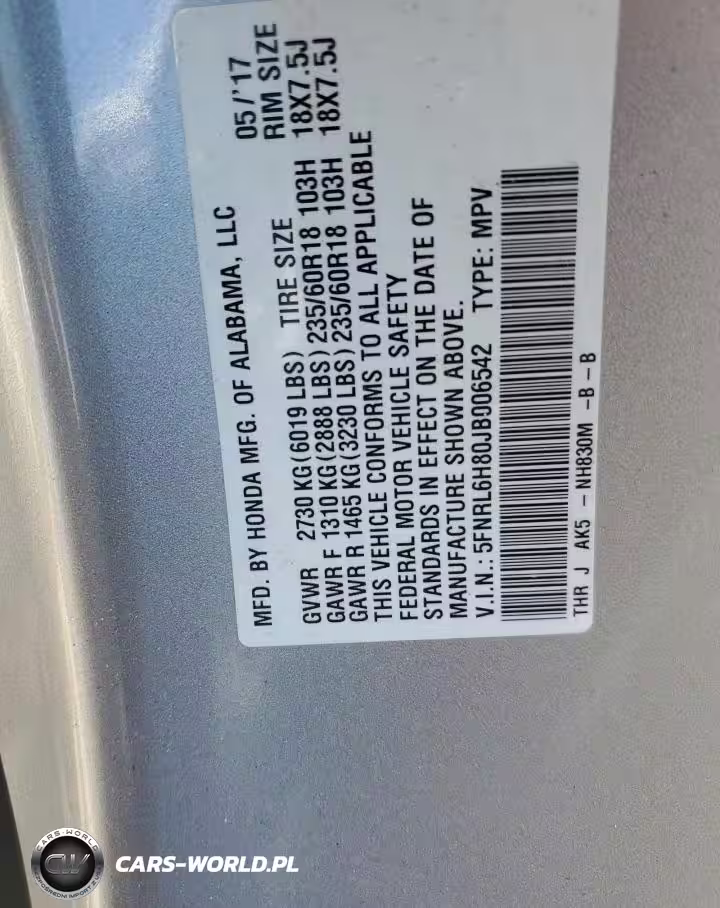 MFD. BY HONDA MFG. OF ALABAMA, LLC 05/'17
GVWR 2730 KG(6019 LBS) TIRE SIZE RIM SIZE
GAWR F 1310 KG(2888 LBS) 235/60R18 103H 18X7.5J
GAWR R 1465 KG(3230 LBS) 235/60R18 103H 18X7.5J
THIS VEHICLE CONFORMS TO ALL APPLICABLE
FEDERAL MOTOR VEHICLE SAFETY
STANDARDS IN EFFECT ON THE DATE OF
MANUFACTURE SHOWN ABOVE.
V.I.N.: 5FNRL6H80JB006542 TYPE: MPV
THR J AK5 - NH830M -B-B
CARS-WORLD
CW
CARS-WORLD.PL